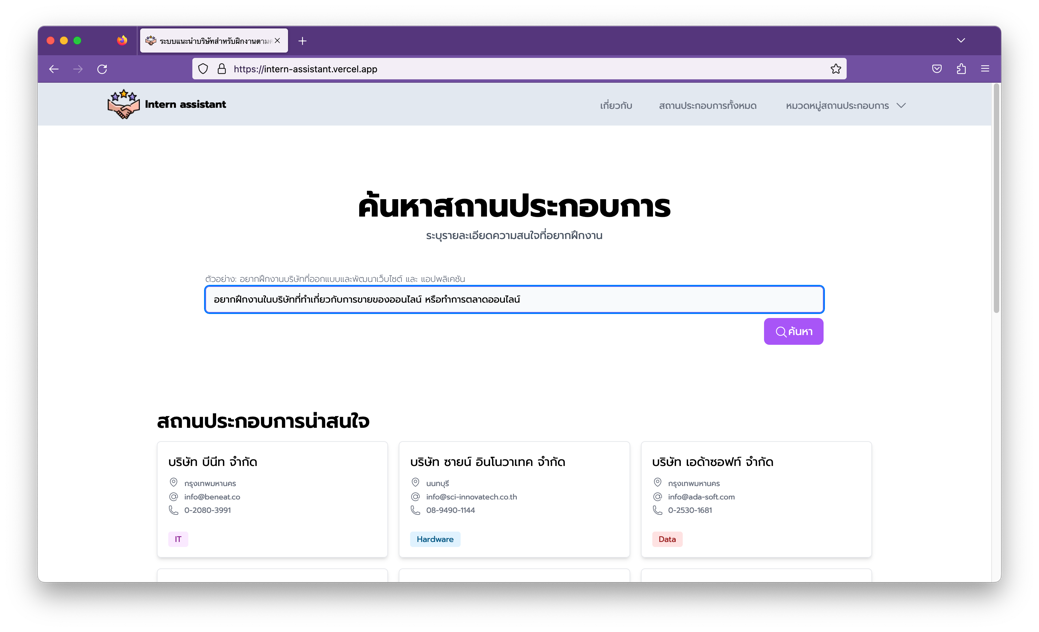 ระบบแนะนำบริษัทสำหรับฝึกงานตาม
https://intern-assistant.vercel.app
Intern assistant
เกี่ยวกับ
สถานประกอบการทั้งหมด
หมวดหมู่สถานประกอบการ
ค้นหาสถานประกอบการ
ระบุรายละเอียดความสนใจที่อยากฝึกงาน
ตัวอย่าง: อยากฝึกงานบริษัทที่ออกแบบและพัฒนาเว็บไซต์ และ แอปพลิเคชัน
อยากฝึกงานในบริษัทที่ทำเกี่ยวกับการขายของออนไลน์ หรือทำการตลาดออนไลน์
ค้นหา
สถานประกอบการน่าสนใจ
บริษัท บีนีท จำกัด
กรุงเทพมหานคร
info@beneat.co
0-2080-3991
IT
บริษัท ซายน์ อินโนวาเทค จำกัด
นนทบุรี
info@sci-innovatech.co.th
08-9490-1144
Hardware
บริษัท เอด้าซอฟท์ จำกัด
กรุงเทพมหานคร
info@ada-soft.com
0-2530-1681
Data